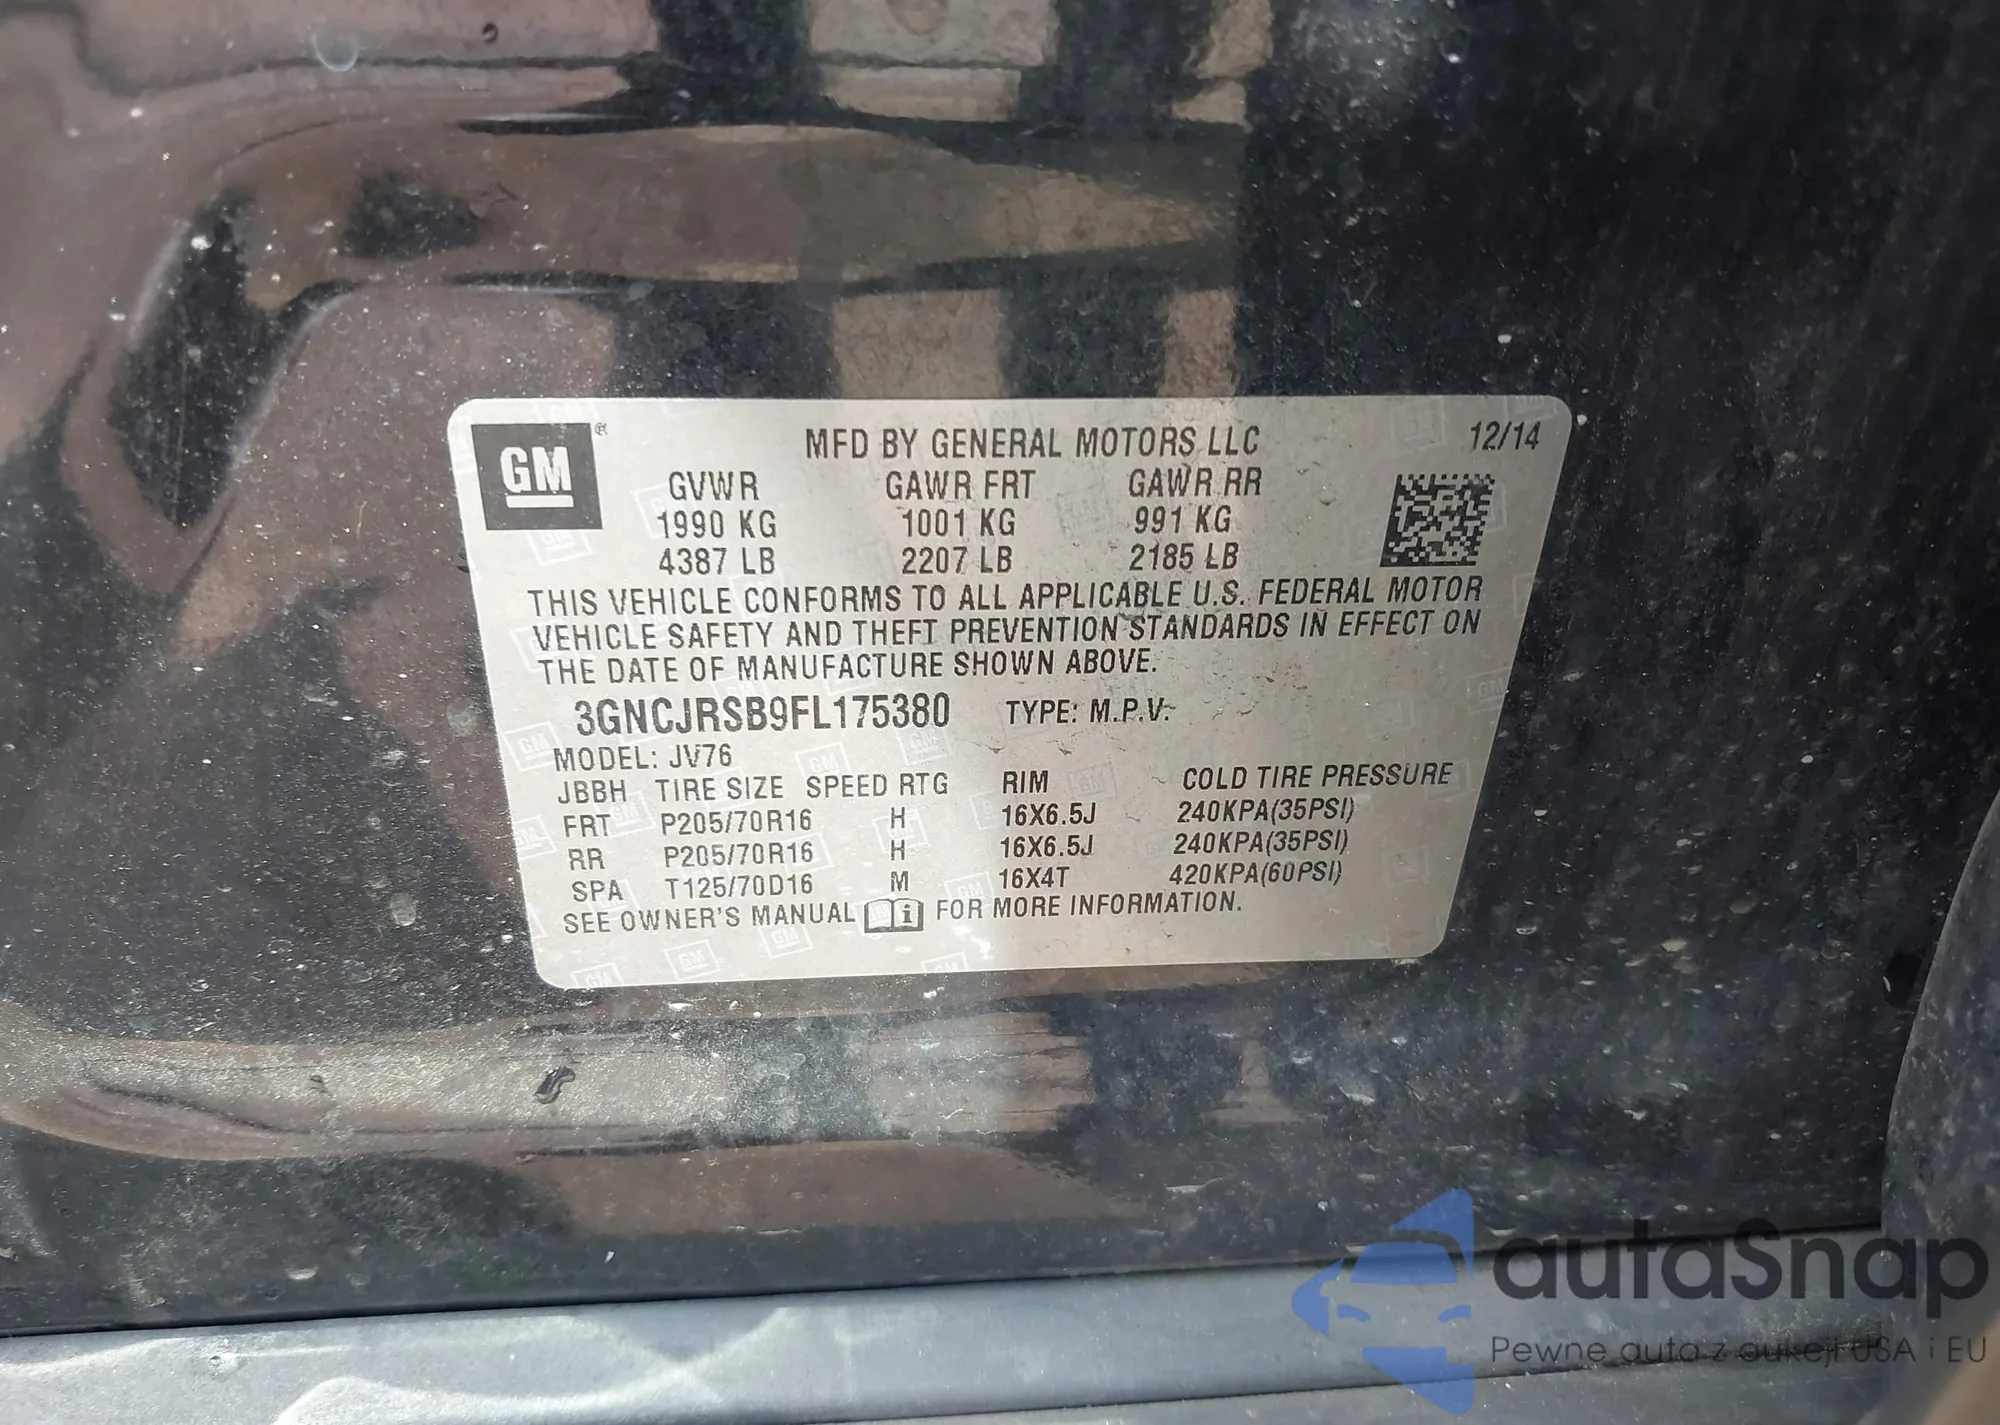 GM ®
MFD BY GENERAL MOTORS LLC 12/14
GVWR GAWR FRT GAWR RR
1990 KG 1001 KG 991 KG
4387 LB 2207 LB 2185 LB
THIS VEHICLE CONFORMS TO ALL APPLICABLE U.S. FEDERAL MOTOR
VEHICLE SAFETY AND THEFT PREVENTION STANDARDS IN EFFECT ON
THE DATE OF MANUFACTURE SHOWN ABOVE.
3GNCJRSB9FL175380 TYPE: M.P.V.
MODEL: JV76
JBBH TIRE SIZE SPEED RTG RIM COLD TIRE PRESSURE
FRT P205/70R16 H 16X6.5J 240KPA(35PSI)
RR P205/70R16 H 16X6.5J 240KPA(35PSI)
SPA T125/70D16 M 16X4T 420KPA(60PSI)
SEE OWNER'S MANUAL i FOR MORE INFORMATION.
autaSnap
Pewne auta z aukcji USA i EU